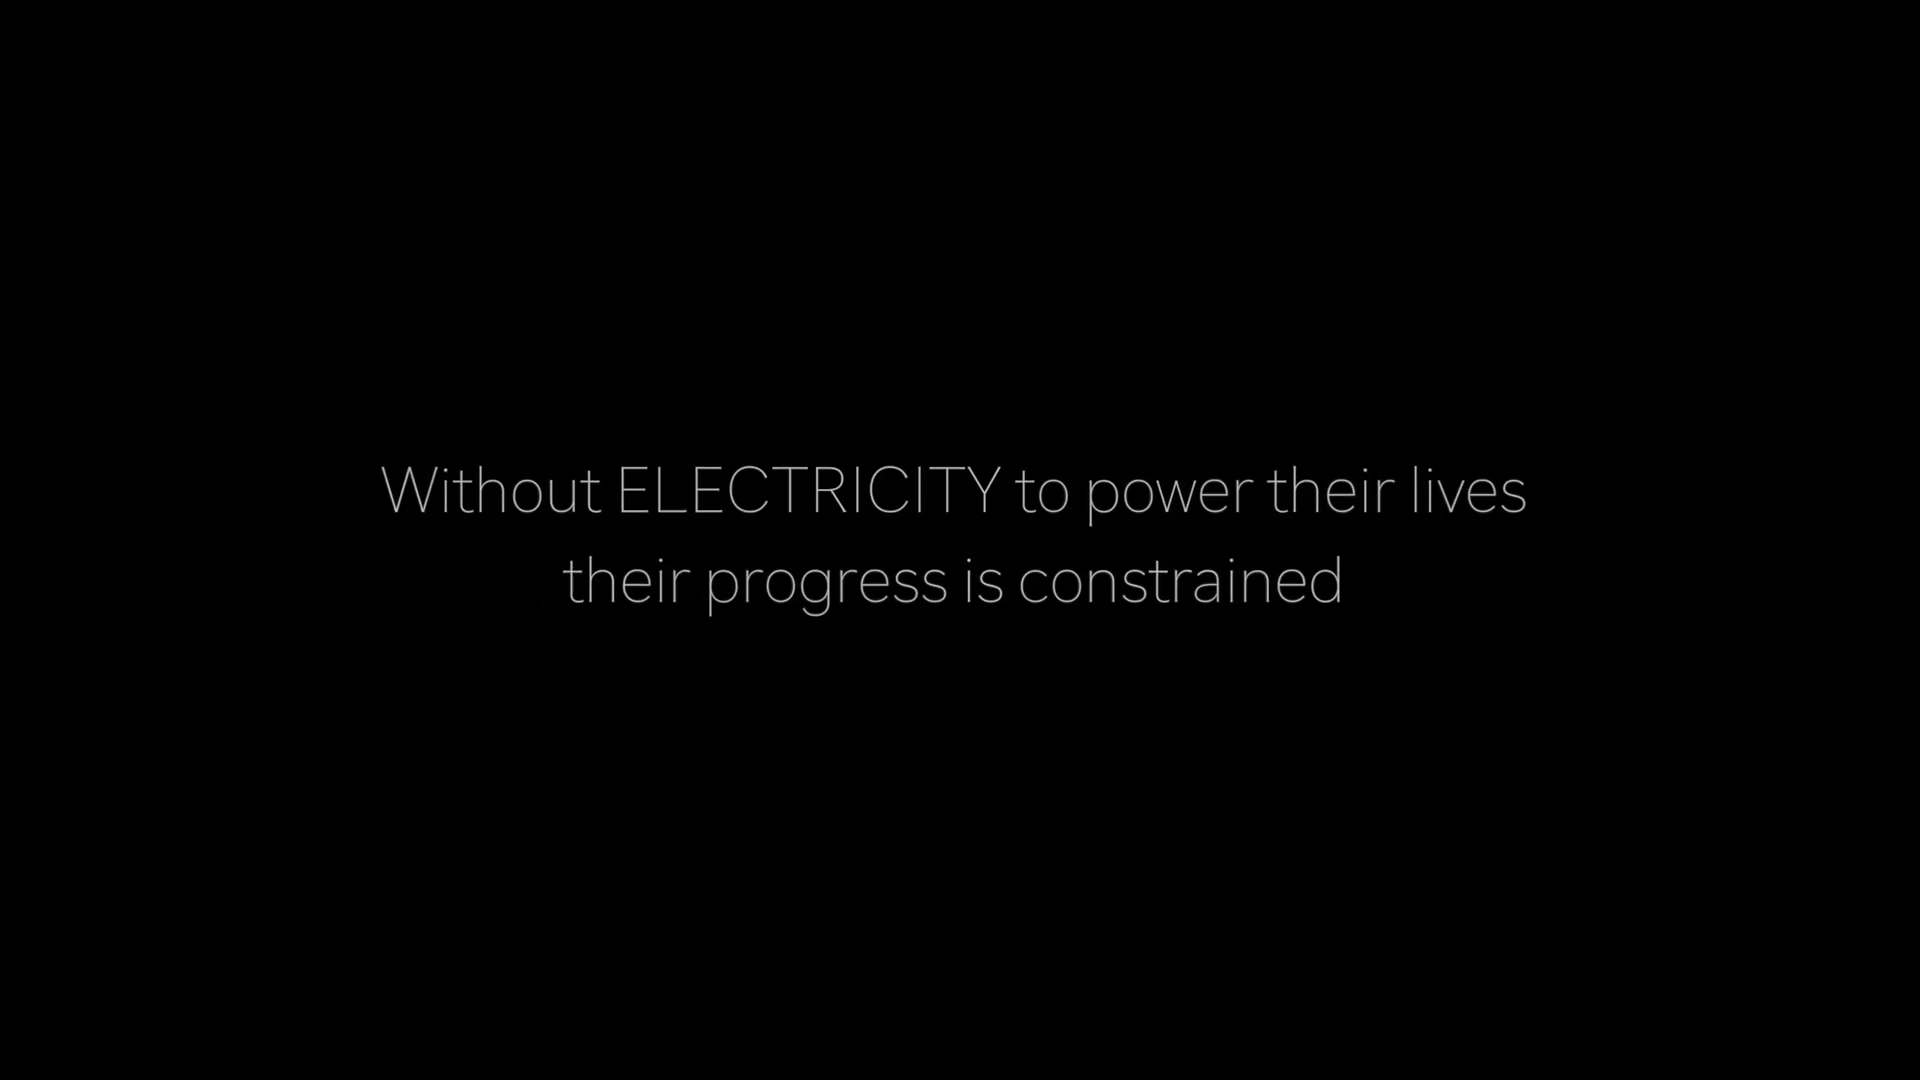 Without ELECTRICITY to power their lives
their progress is constrained